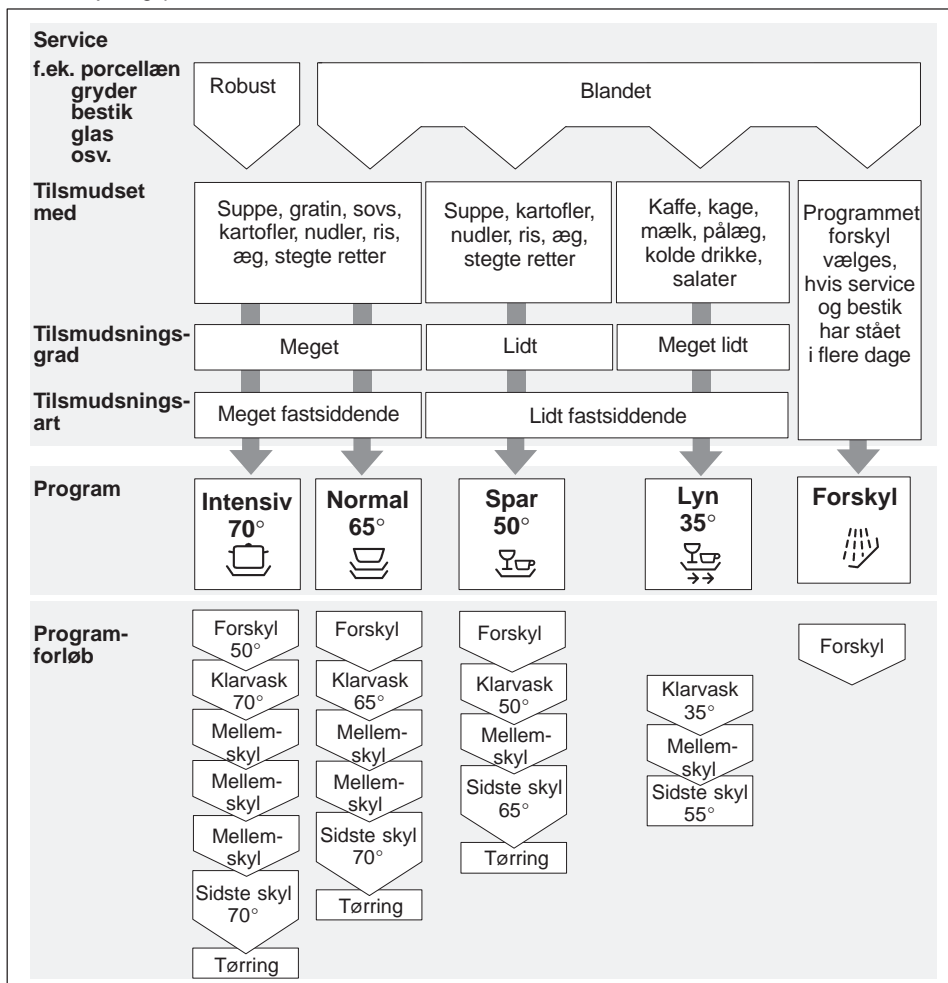 Service
f.ek. porcellæn
gryder
bestik
glas
osv.
Robust
Blandet
Tilsmudset
med
Suppe, gratin, sovs,
kartofler, nudler, ris,
æg, stegte retter
Suppe, kartofler,
nudler, ris, æg,
stegte retter
Kaffe, kage,
mælk, pålæg,
kolde drikke,
salater
Programmet
forskyl
vælges,
hvis service
og bestik
har stået
i flere dage
Tilsmudsnings-
grad
Meget
Lidt
Meget lidt
Tilsmudsnings-
art
Meget fastsiddende
Lidt fastsiddende
Program
Intensiv
70°
Normal
65°
Spar
50°
Lyn
35°
Forskyl
Program-
forløb
Forskyl
50°
Klarvask
70°
Mellem-
skyl
Mellem-
skyl
Mellem-
skyl
Sidste skyl
70°
Tørring
Forskyl
Klarvask
65°
Mellem-
skyl
Mellem-
skyl
Sidste skyl
70°
Tørring
Forskyl
Klarvask
50°
Mellem-
skyl
Sidste skyl
65°
Tørring
Klarvask
35°
Mellem-
skyl
Sidste skyl
55°
Forskyl